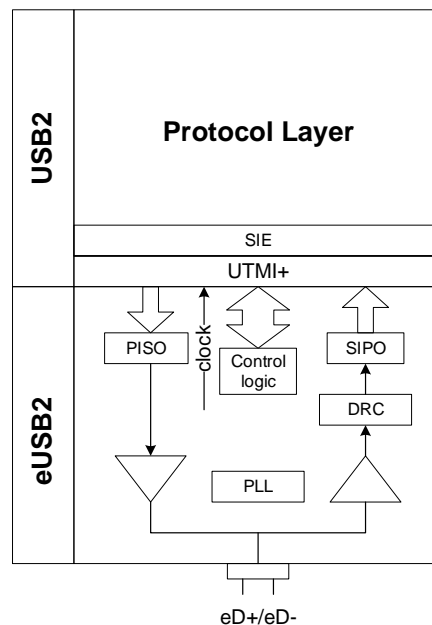 USB2
Protocol Layer
SIE
UTMI+
eUSB2
PISO
clock
Control
logic
SIPO
DRC
PLL
eD+/eD-